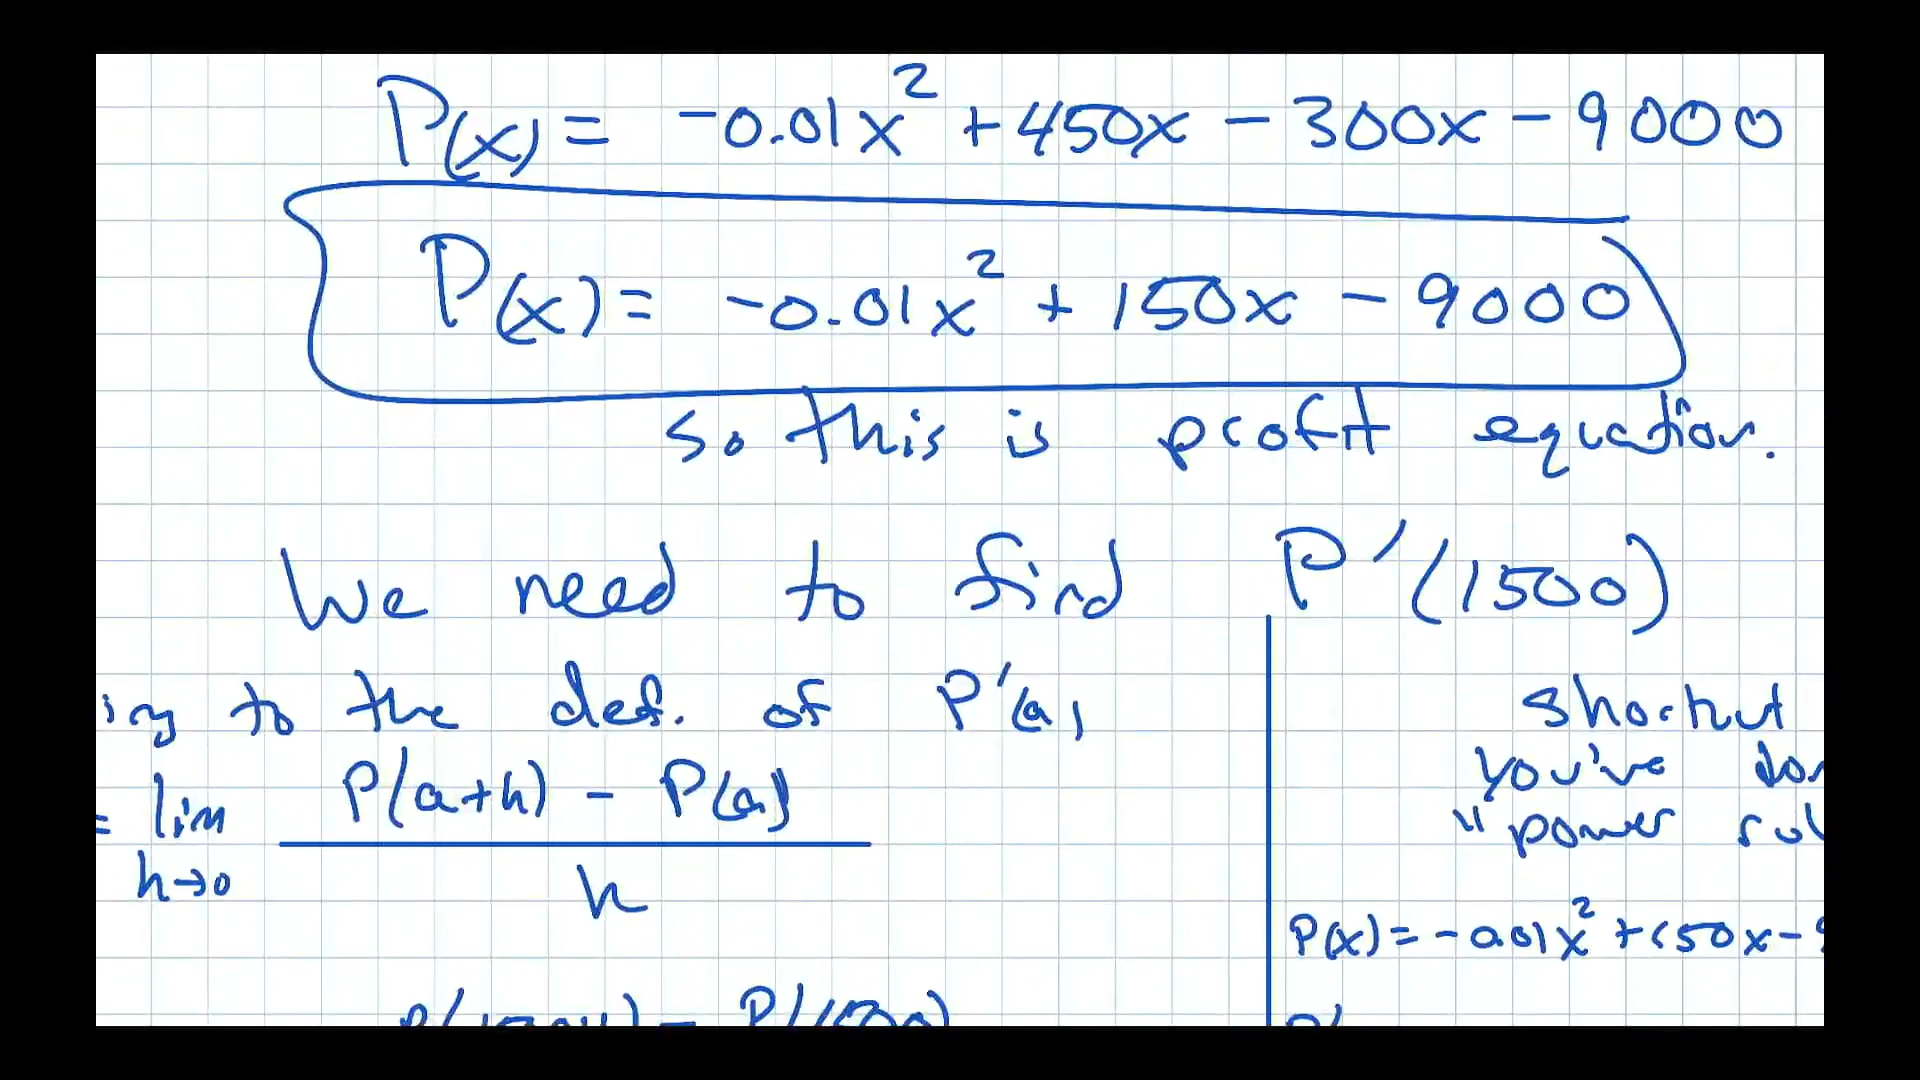 P(x) = -0.01x² + 450x - 300x - 9000
P(x) = -0.01x² + 150x - 9000
so this is profit equation.
We need to find P'(1500)
ing to the def. of P'(a)
= lim P(a+h) - P(a)
h→0 h
shortcut
you've
"power
P(x) = -0.01x² + 150x -